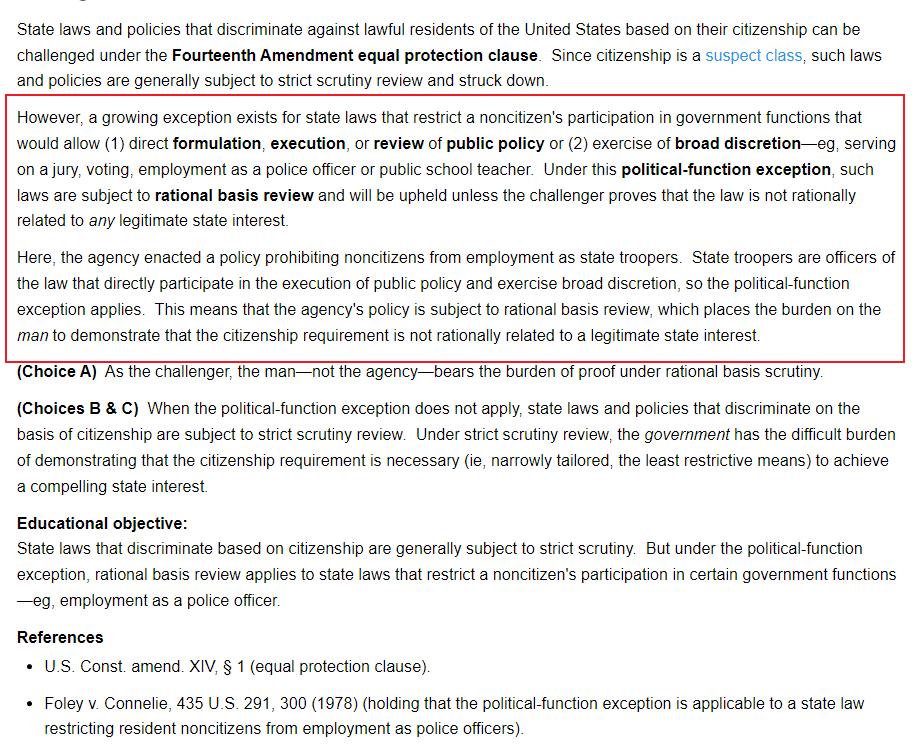 State laws and policies that discriminate against lawful residents of the United States based on their citizenship can be
challenged under the Fourteenth Amendment equal protection clause.  Since citizenship is a suspect class, such laws
and policies are generally subject to strict scrutiny review and struck down.
However, a growing exception exists for state laws that restrict a noncitizen's participation in government functions that
would allow (1) direct formulation, execution, or review of public policy or (2) exercise of broad discretion—eg, serving
on a jury, voting, employment as a police officer or public school teacher.  Under this political-function exception, such
laws are subject to rational basis review and will be upheld unless the challenger proves that the law is not rationally
related to any legitimate state interest.
Here, the agency enacted a policy prohibiting noncitizens from employment as state troopers.  State troopers are officers of
the law that directly participate in the execution of public policy and exercise broad discretion, so the political-function
exception applies.  This means that the agency's policy is subject to rational basis review, which places the burden on the
man to demonstrate that the citizenship requirement is not rationally related to a legitimate state interest.
(Choice A)  As the challenger, the man—not the agency—bears the burden of proof under rational basis scrutiny.
(Choices B & C)  When the political-function exception does not apply, state laws and policies that discriminate on the
basis of citizenship are subject to strict scrutiny review.  Under strict scrutiny review, the government has the difficult burden
of demonstrating that the citizenship requirement is necessary (ie, narrowly tailored, the least restrictive means) to achieve
a compelling state interest.
Educational objective:
State laws that discriminate based on citizenship are generally subject to strict scrutiny.  But under the political-function
exception, rational basis review applies to state laws that restrict a noncitizen's participation in certain government functions
—eg, employment as a police officer.
References
• U.S. Const. amend. XIV, § 1 (equal protection clause).
• Foley v. Connelie, 435 U.S. 291, 300 (1978) (holding that the political-function exception is applicable to a state law
restricting resident noncitizens from employment as police officers).